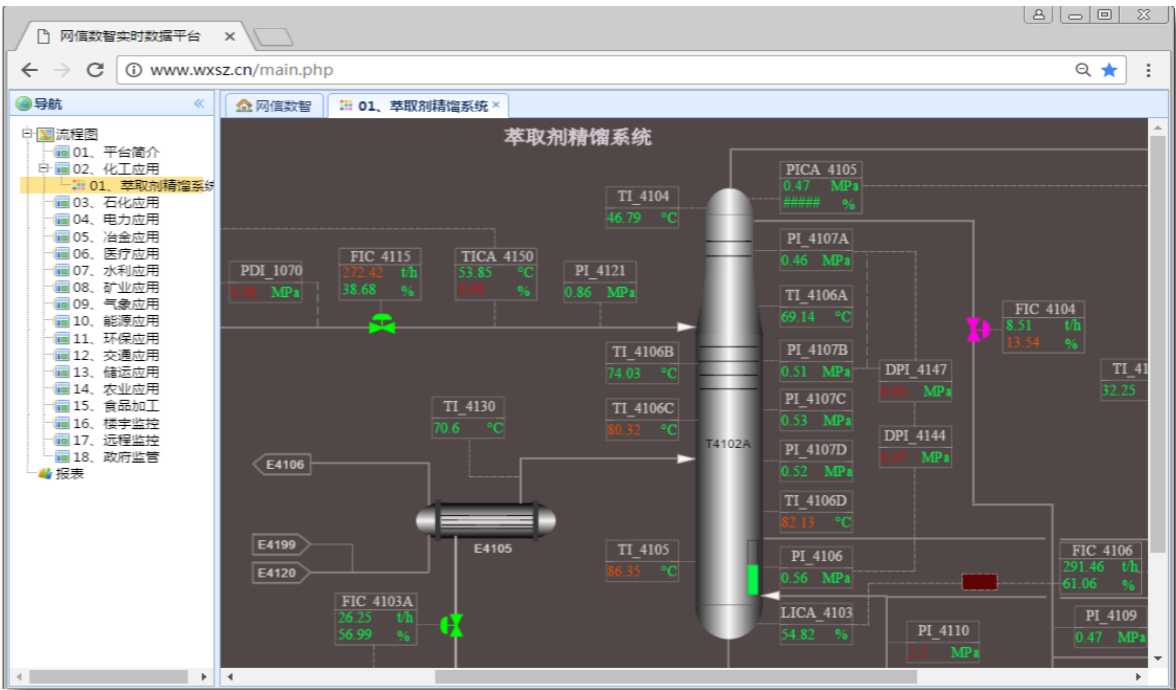 网信数智实时数据平台
www.wxsz.cn/main.php
导航
网信数智
01、萃取剂精馏系统
流程图
01、平台简介
02、化工应用
01、萃取剂精馏系统
03、石化应用
04、电力应用
05、冶金应用
06、医疗应用
07、水利应用
08、矿业应用
09、气象应用
10、能源应用
11、环保应用
12、交通应用
13、储运应用
14、农业应用
15、食品加工
16、楼宇监控
17、远程监控
18、政府监管
报表
萃取剂精馏系统
PICA_4105
0.47 MPa
##### %
TI_4104
46.79 °C
PI_4107A
0.46 MPa
FIC_4115
272.42 t/h
38.68 %
TICA_4150
53.85 °C
0.00 %
PDI_1070
0.00 MPa
PI_4121
0.86 MPa
TI_4106A
69.14 °C
FIC_4104
8.51 t/h
13.54 %
TI_4106B
74.03 °C
PI_4107B
0.51 MPa
DPI_4147
0.03 MPa
TI_41
32.25
TI_4130
70.6 °C
TI_4106C
80.32 °C
PI_4107C
0.53 MPa
DPI_4144
0.07 MPa
T4102A
PI_4107D
0.52 MPa
E4106
TI_4106D
82.13 °C
E4199
E4105
TI_4105
86.35 °C
PI_4106
0.56 MPa
FIC_4106
291.46 t/h
61.06 %
E4120
FIC_4103A
26.25 t/h
56.99 %
LICA_4103
54.82 %
PI_4110
2.5 MPa
PI_4109
0.47 MPa